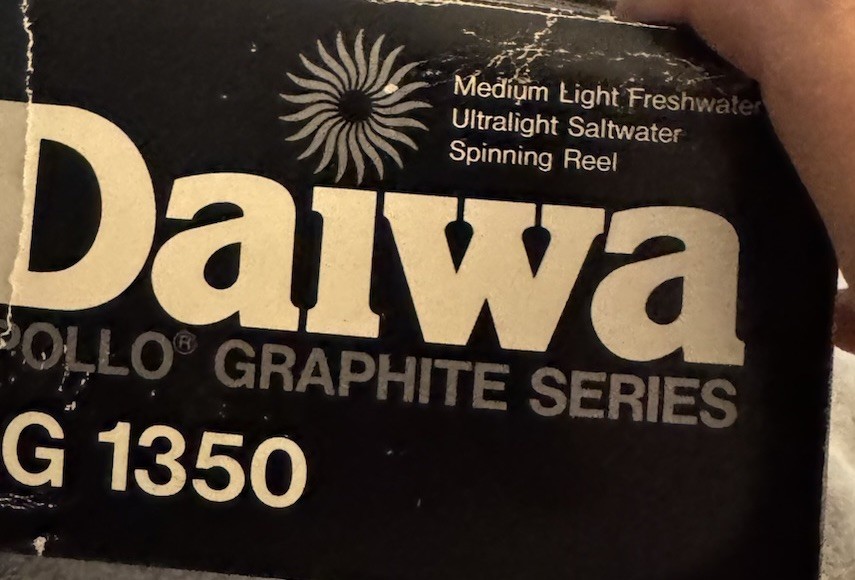 Medium Light Freshwater
Ultralight Saltwater
Spinning Reel
Daiwa
POLLO® GRAPHITE SERIES
G 1350